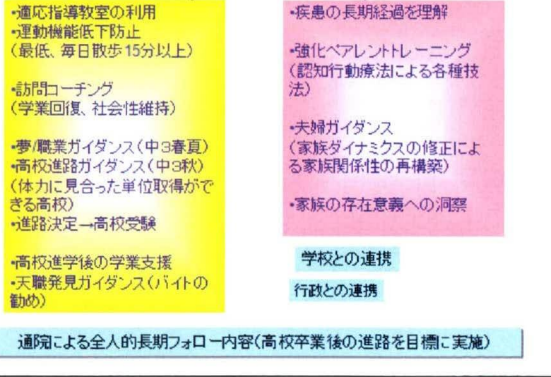 •適応指導教室の利用
•運動機能低下防止
(最低、毎日散歩15分以上)
•訪問コーチング
(学業回復、社会性維持)
•夢/職業ガイダンス(中3春夏)
•高校進路ガイダンス(中3秋)
(体力に見合った単位取得がで
きる高校)
•進路決定→高校受験
•高校進学後の学業支援
•天職発見ガイダンス(バイトの
勧め)
•疾患の長期経過を理解
•強化ペアレントトレーニング
(認知行動療法による各種技
法)
•夫婦ガイダンス
(家族ダイナミクスの修正によ
る家族関係性の再構築)
•家族の存在意義への洞察
学校との連携
行政との連携
通院による全人的長期フォロー内容(高校卒業後の進路を目標に実施)